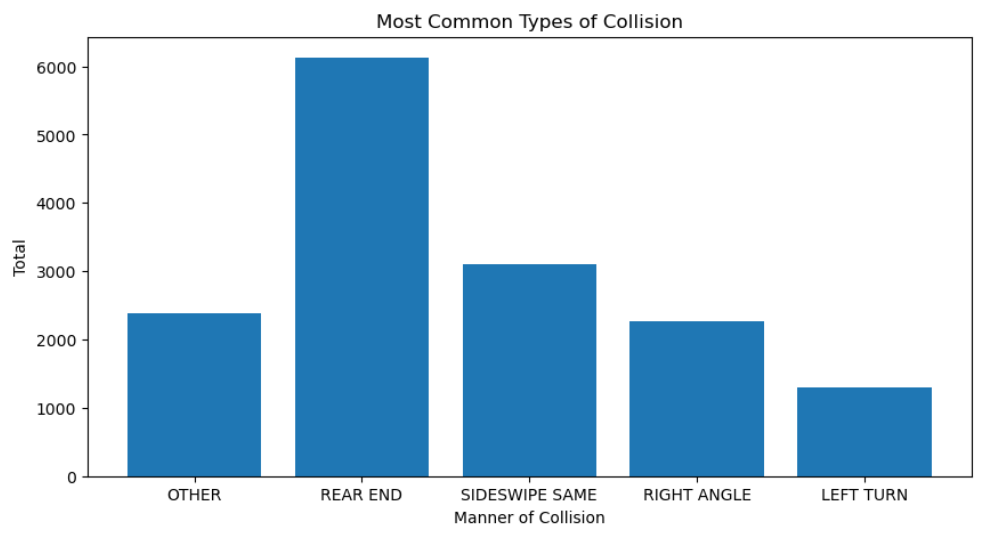 Most Common Types of Collision
6000
5000
4000
3000
2000
1000
0
Total
OTHER REAR END SIDESWIPE SAME RIGHT ANGLE LEFT TURN
Manner of Collision